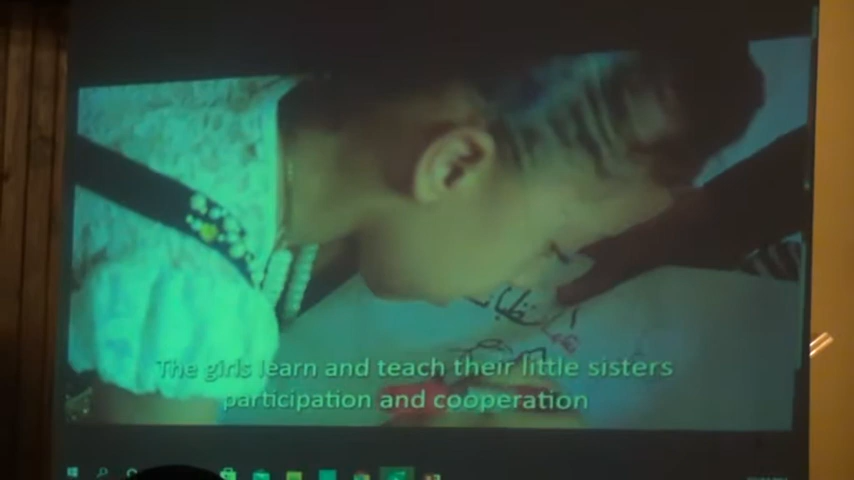 The girls learn and teach their little sisters
participation and cooperation